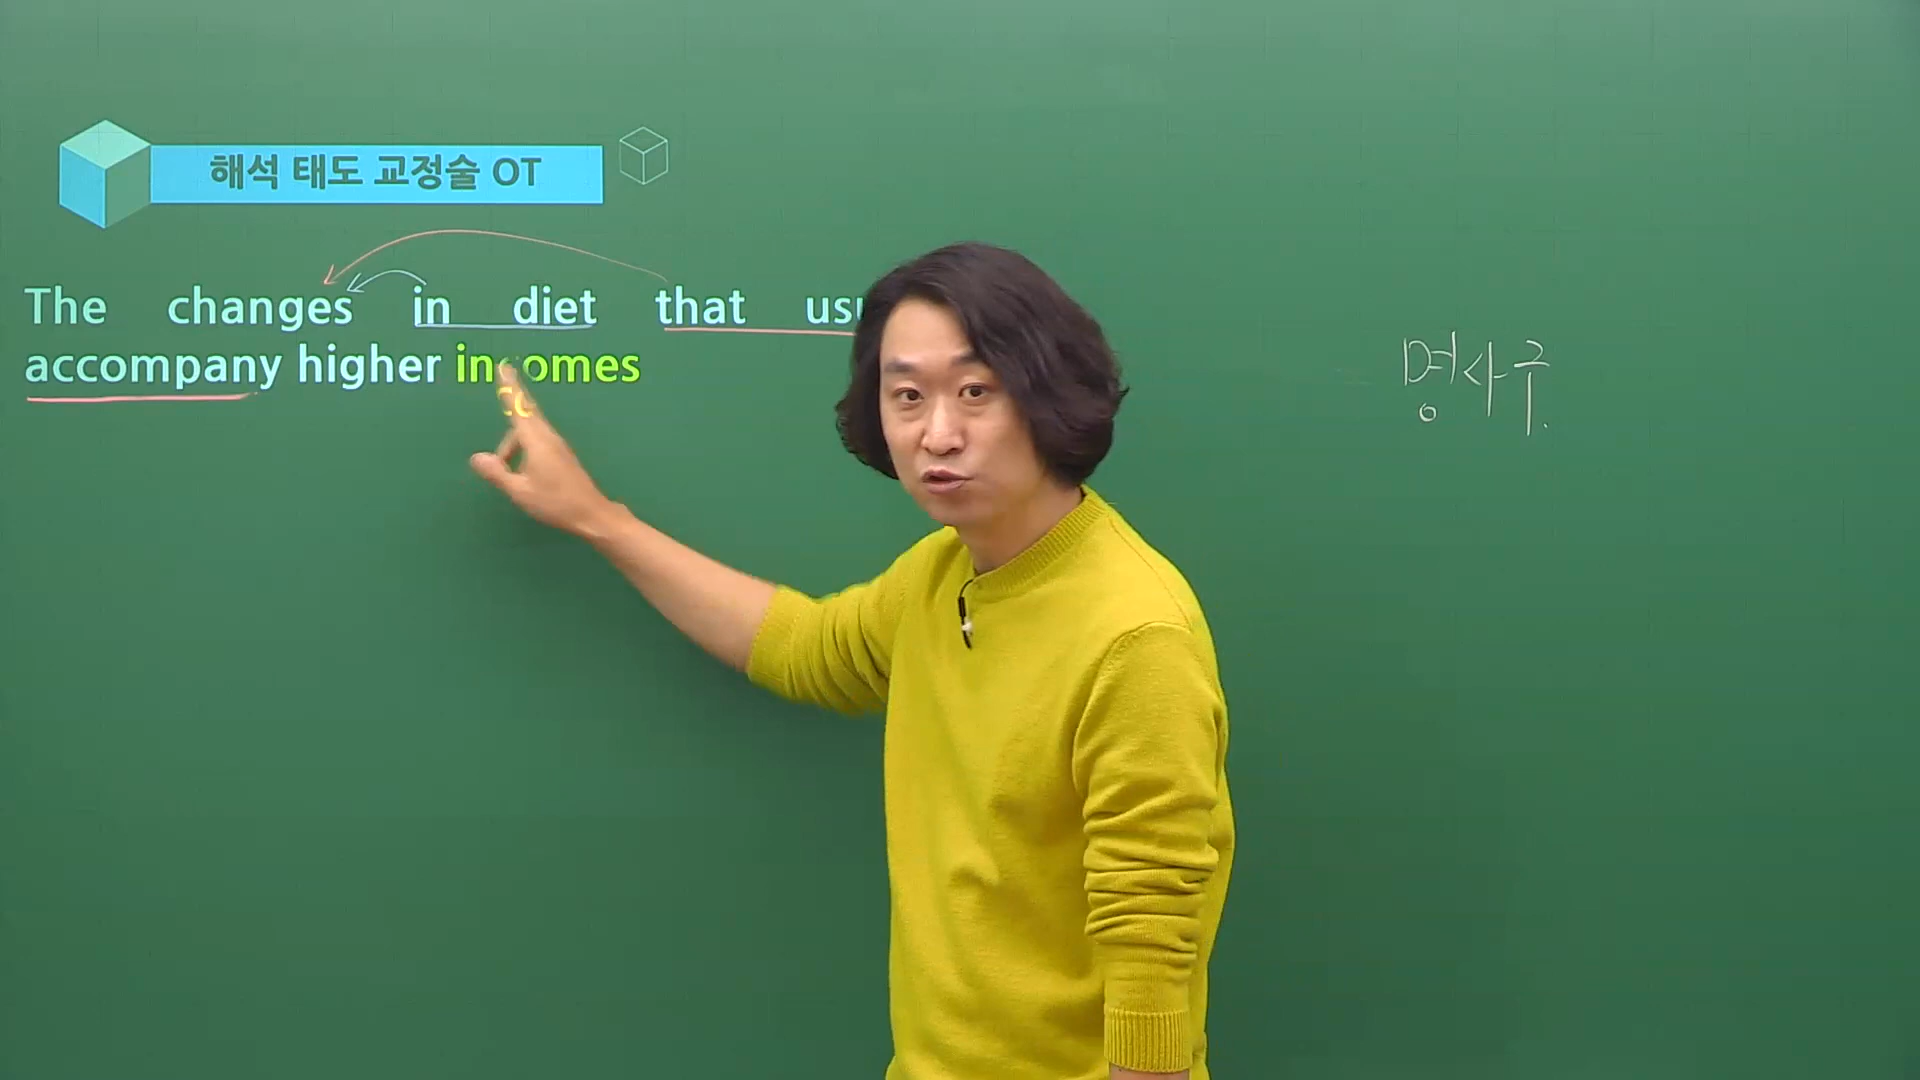 해석 태도 교정술 OT
The changes in diet that
accompany higher incomes
명사구.